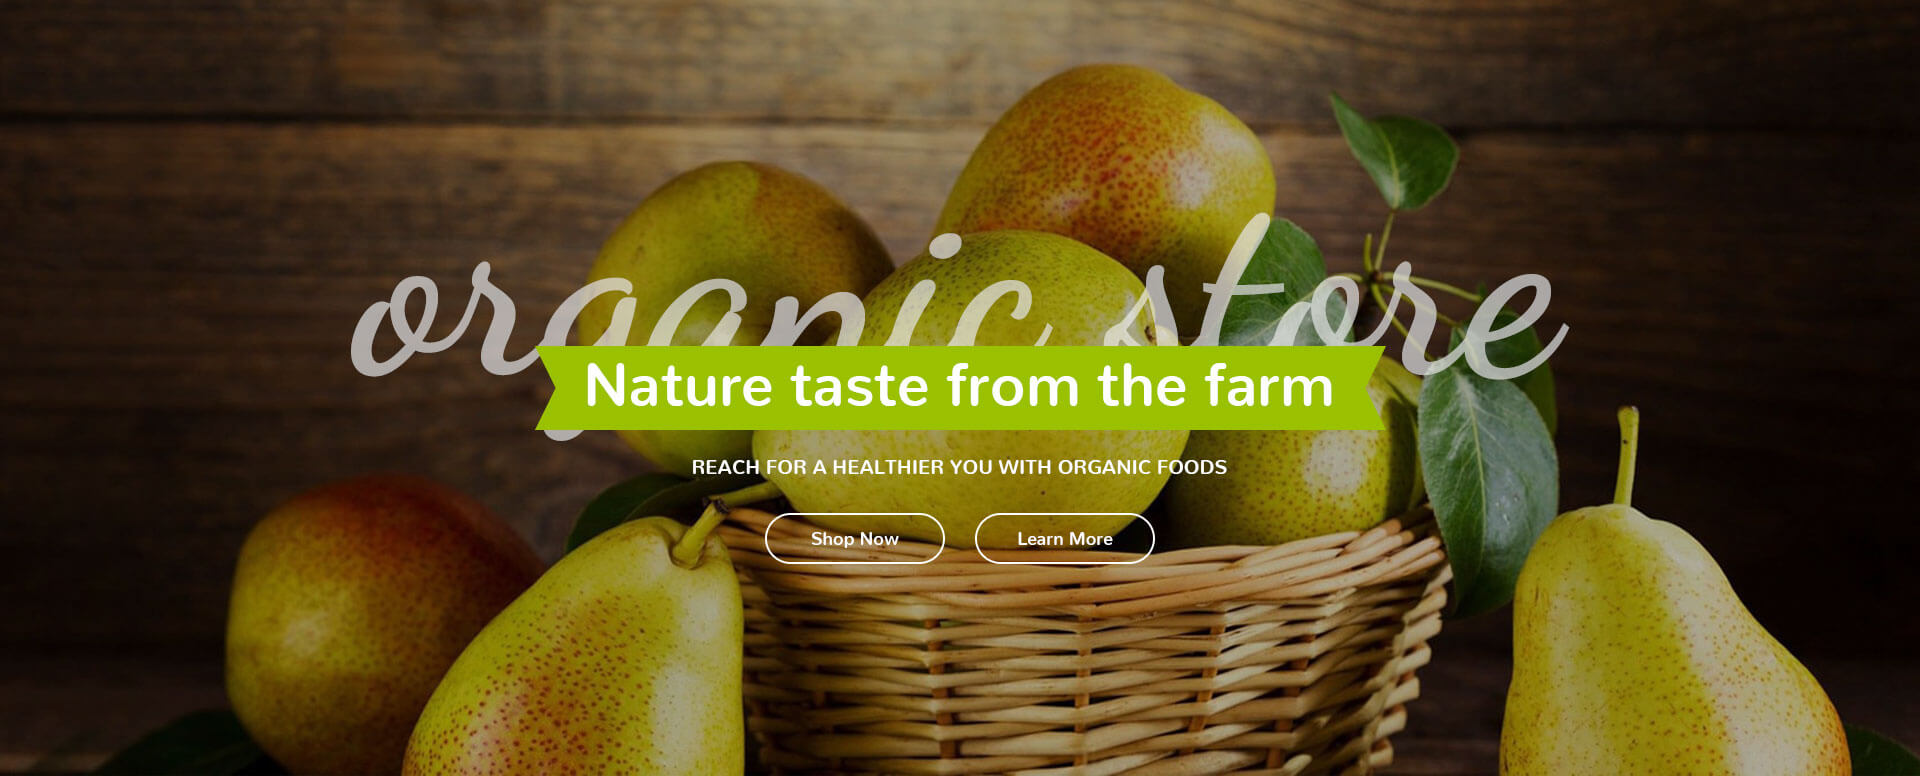 organic store
Nature taste from the farm
REACH FOR A HEALTHIER YOU WITH ORGANIC FOODS
Shop Now
Learn More